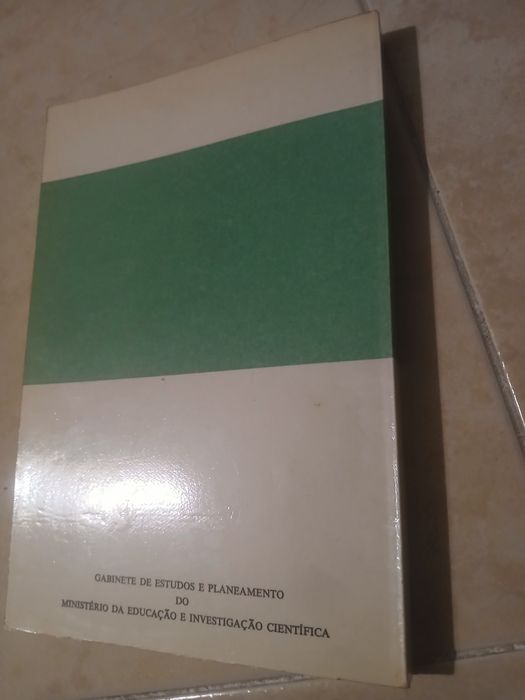 GABINETE DE ESTUDOS E PLANEAMENTO
DO
MINISTÉRIO DA EDUCAÇÃO E INVESTIGAÇÃO CIENTÍFICA